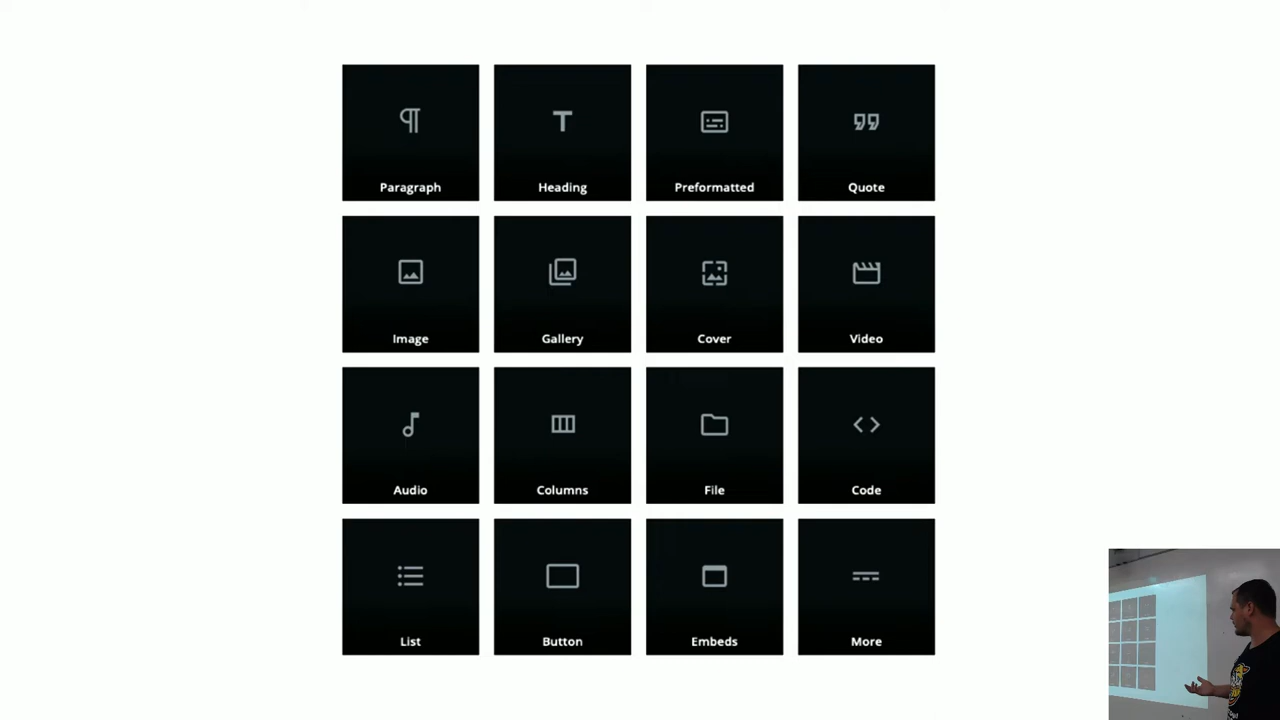 Paragraph
Heading
Preformatted
Quote
Image
Gallery
Cover
Video
Audio
Columns
File
Code
List
Button
Embeds
More